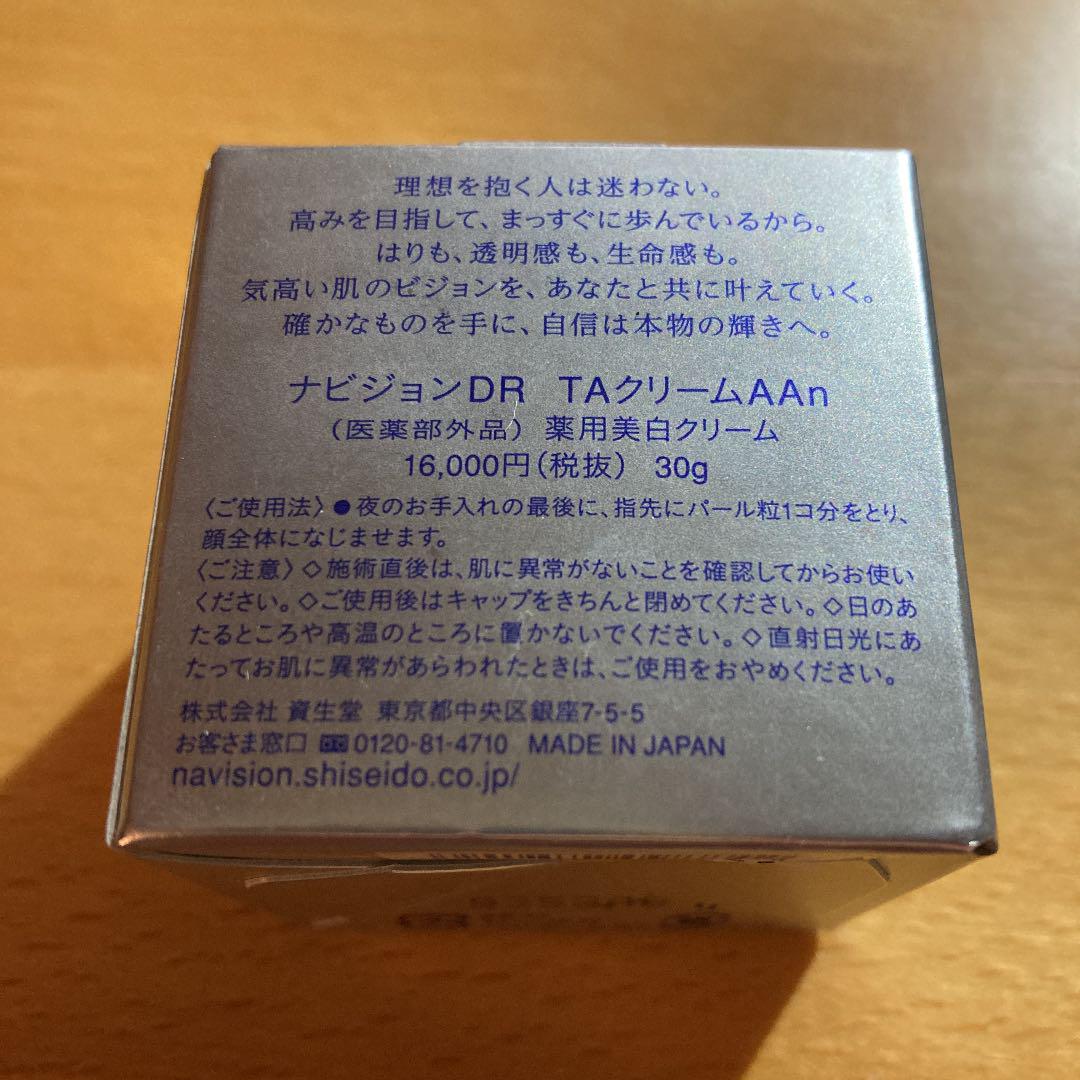 理想を抱く人は迷わない。
高みを目指して、まっすぐに歩んでいるから。
はりも、透明感も、生命感も。
気高い肌のビジョンを、あなたと共に叶えていく。
確かなものを手に、自信は本物の輝きへ。
ナビジョンDR TAクリームAAn
（医薬部外品） 薬用美白クリーム
16,000円（税抜） 30g
〈ご使用法〉●夜のお手入れの最後に、指先にパール粒1コ分をとり、
顔全体になじませます。
〈ご注意〉◇施術直後は、肌に異常がないことを確認してからお使い
ください。◇ご使用後はキャップをきちんと閉めてください。◇日のあ
たるところや高温のところに置かないでください。◇直射日光にあ
たってお肌に異常があらわれたときは、ご使用をおやめください。
株式会社 資生堂 東京都中央区銀座7-5-5
お客さま窓口 0120-81-4710 MADE IN JAPAN
navision.shiseido.co.jp/